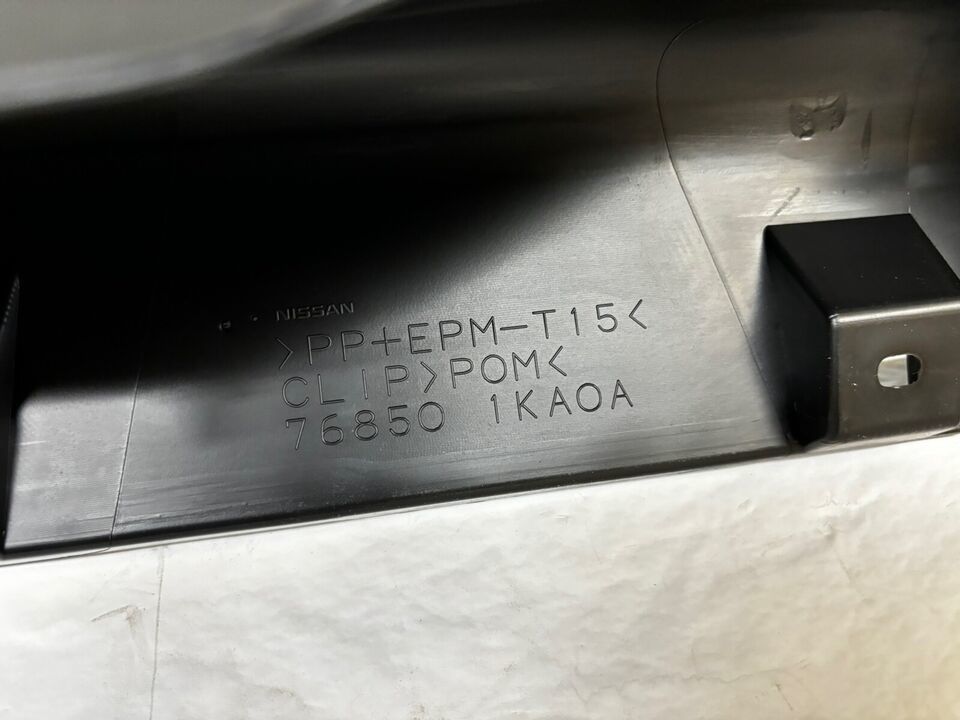 NISSAN
>PP+EPM-T15<
CLIP>POM<
76850 1KA0A